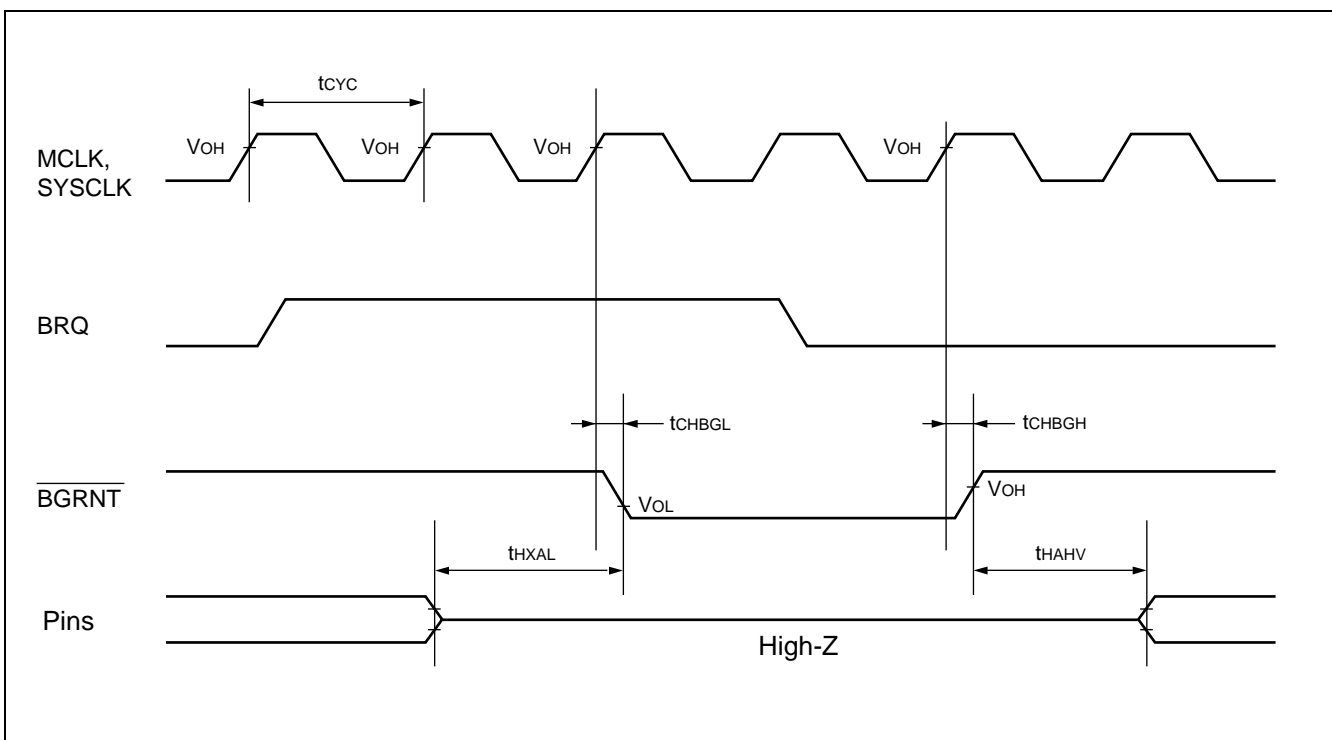 tCYC
VOH
VOH
VOH
VOH
MCLK,
SYSCLK
BRQ
tCHBGL
tCHBGH
BGRNT
VOL
VOH
tHXAL
tHAHV
Pins
High-Z